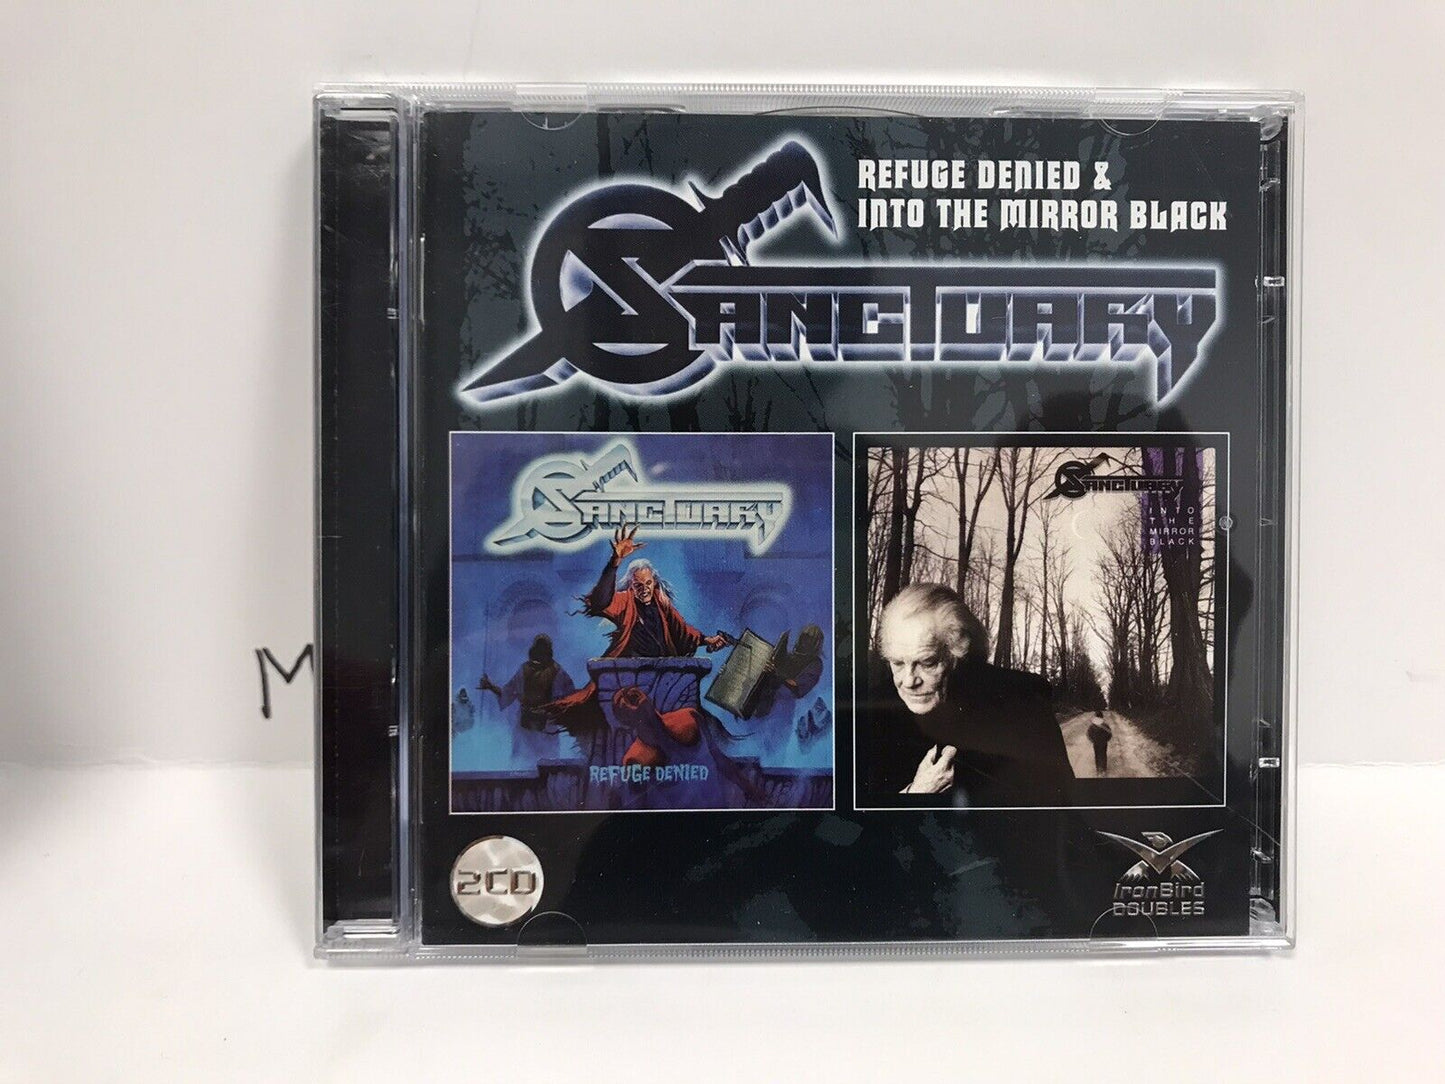 REFUGE DENIED &
INTO THE MIRROR BLACK
SANCTUARY
SANCTUARY
REFUGE DENIED
SANCTUARY
INTO
THE
MIRROR
BLACK
2CD
IronBird
DOUBLES
M